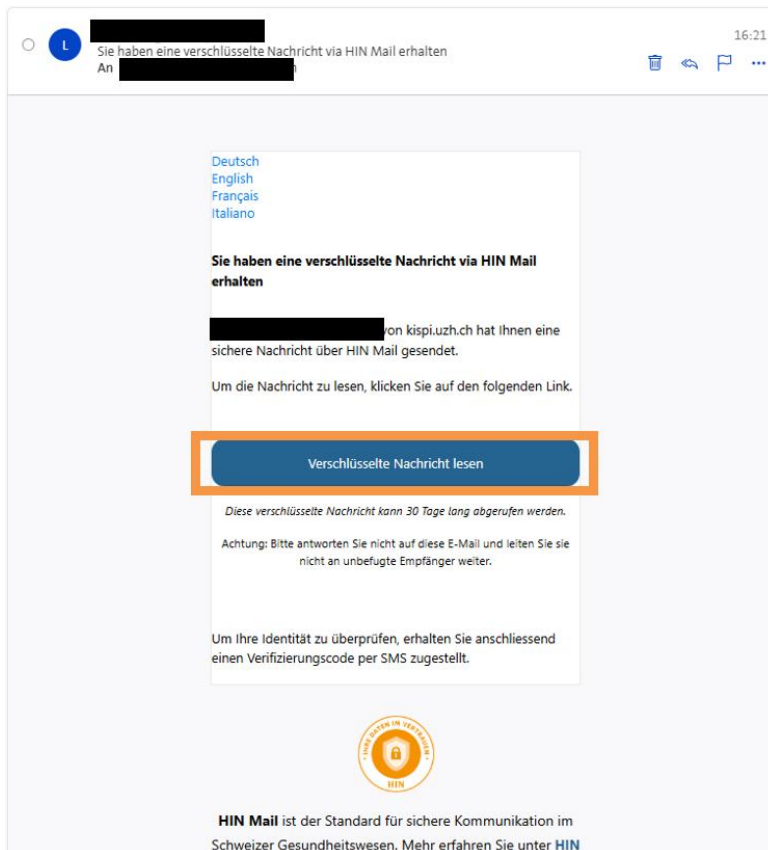 16:21
L
Sie haben eine verschlüsselte Nachricht via HIN Mail erhalten
An
Deutsch
English
Français
Italiano
Sie haben eine verschlüsselte Nachricht via HIN Mail
erhalten
von kispi.uzh.ch hat Ihnen eine
sichere Nachricht über HIN Mail gesendet.
Um die Nachricht zu lesen, klicken Sie auf den folgenden Link.
Verschlüsselte Nachricht lesen
Diese verschlüsselte Nachricht kann 30 Tage lang abgerufen werden.
Achtung: Bitte antworten Sie nicht auf diese E-Mail und leiten Sie sie
nicht an unbefugte Empfänger weiter.
Um Ihre Identität zu überprüfen, erhalten Sie anschliessend
einen Verifizierungscode per SMS zugestellt.
IHRE DATEN IM VERTRAUEN
HIN
HIN Mail ist der Standard für sichere Kommunikation im
Schweizer Gesundheitswesen. Mehr erfahren Sie unter HIN